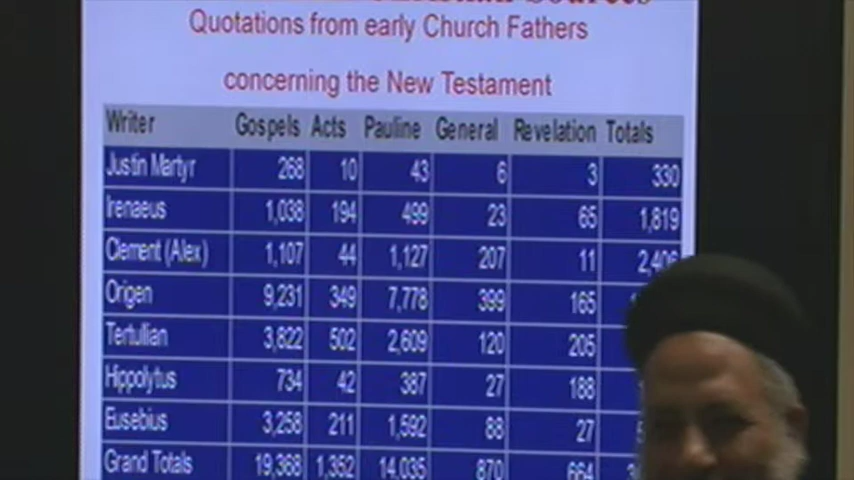 Quotations from early Church Fathers
concerning the New Testament
Writer Gospels Acts Pauline General Revelation Totals
Justin Martyr 268 10 43 6 3 330
Irenaeus 1,038 194 499 23 65 1,819
Clement (Alex) 1,107 44 1,127 207 11 2,406
Origen 9,231 349 7,778 399 165
Tertullian 3,822 502 2,609 120 205
Hippolytus 734 42 387 27 188
Eusebius 3,258 211 1,592 88 27
Grand Totals 19,368 1,352 14,035 870 664